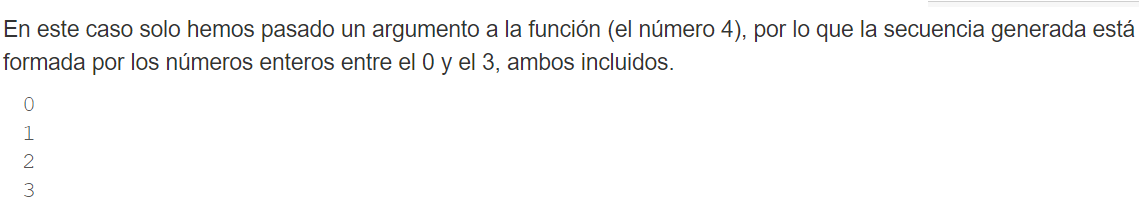 En este caso solo hemos pasado un argumento a la función (el número 4), por lo que la secuencia generada está
formada por los números enteros entre el 0 y el 3, ambos incluidos.
0
1
2
3